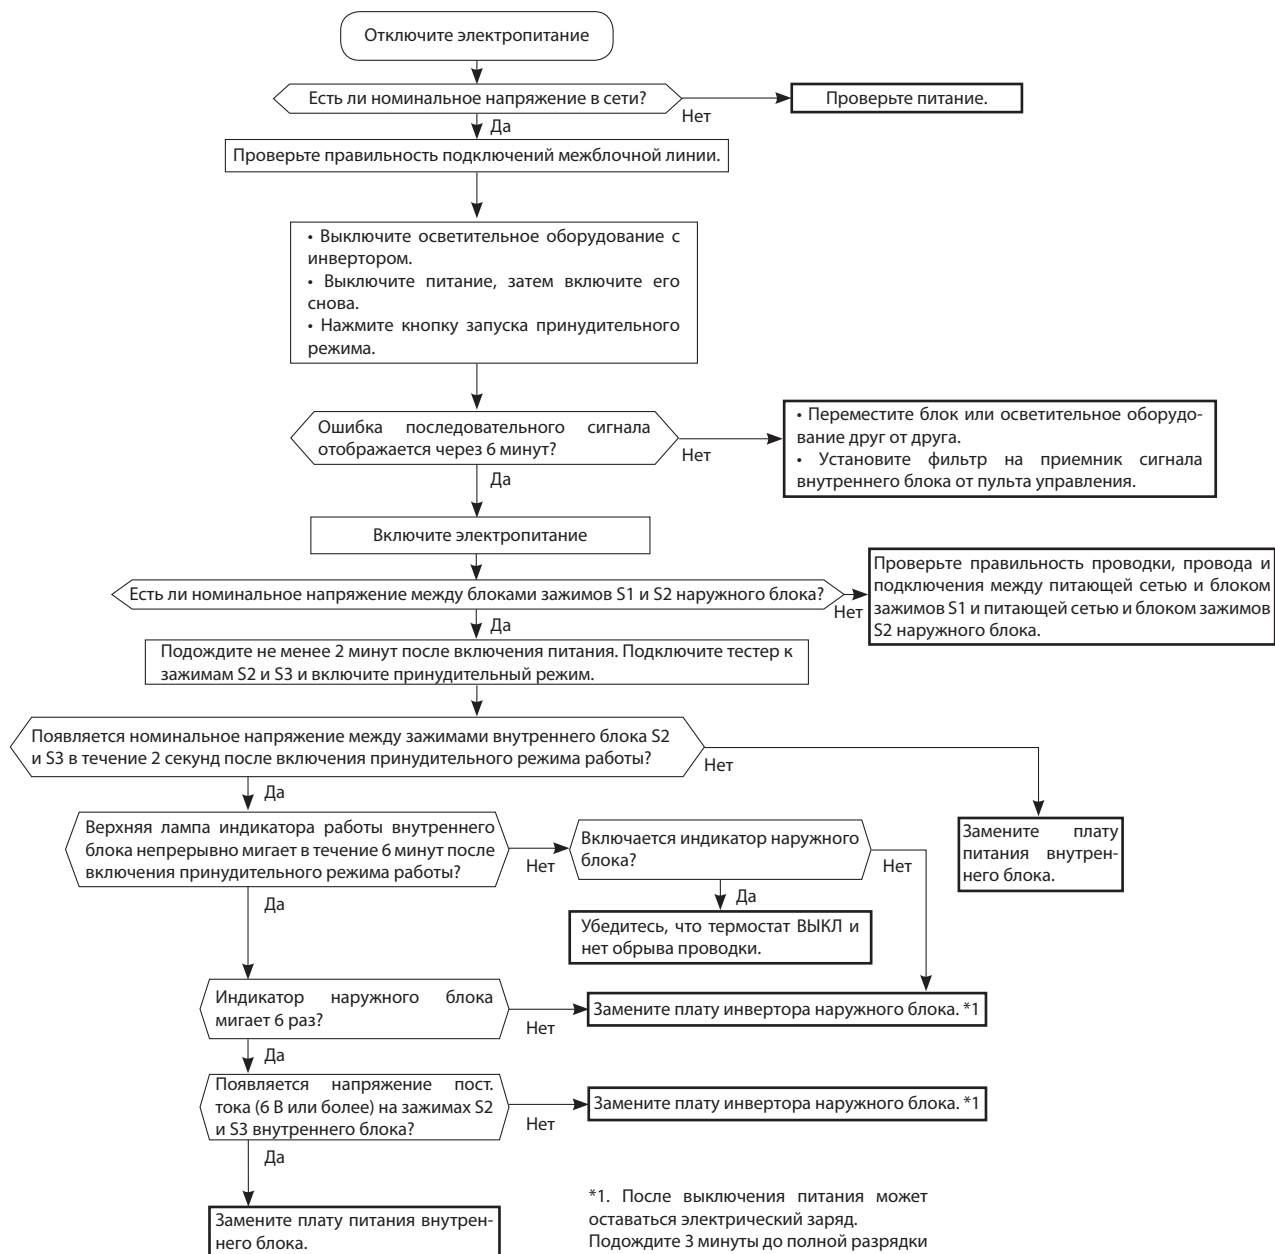 Отключите электропитание
Есть ли номинальное напряжение в сети?
Нет
Проверьте питание.
Да
Проверьте правильность подключений межблочной линии.
• Выключите осветительное оборудование с
инвертором.
• Выключите питание, затем включите его
снова.
• Нажмите кнопку запуска принудительного
режима.
Ошибка последовательного сигнала
отображается через 6 минут?
Нет
• Переместите блок или осветительное оборудо-
вание друг от друга.
• Установите фильтр на приемник сигнала
внутреннего блока от пульта управления.
Да
Включите электропитание
Есть ли номинальное напряжение между блоками зажимов S1 и S2 наружного блока?
Нет
Проверьте правильность проводки, провода и
подключения между питающей сетью и блоком
зажимов S1 и питающей сетью и блоком зажимов
S2 наружного блока.
Да
Подождите не менее 2 минут после включения питания. Подключите тестер к
зажимам S2 и S3 и включите принудительный режим.
Появляется номинальное напряжение между зажимами внутреннего блока S2
и S3 в течение 2 секунд после включения принудительного режима работы?
Нет
Замените плату
питания внутрен-
него блока.
Да
Верхняя лампа индикатора работы внутреннего
блока непрерывно мигает в течение 6 минут после
включения принудительного режима работы?
Нет
Включается индикатор наружного
блока?
Нет
Да
Убедитесь, что термостат ВЫКЛ и
нет обрыва проводки.
Да
Индикатор наружного блока
мигает 6 раз?
Нет
Замените плату инвертора наружного блока. *1
Да
Появляется напряжение пост.
тока (6 В или более) на зажимах S2
и S3 внутреннего блока?
Нет
Замените плату инвертора наружного блока. *1
Да
Замените плату питания внутрен-
него блока.
*1. После выключения питания может
оставаться электрический заряд.
Подождите 3 минуты до полной разрядки